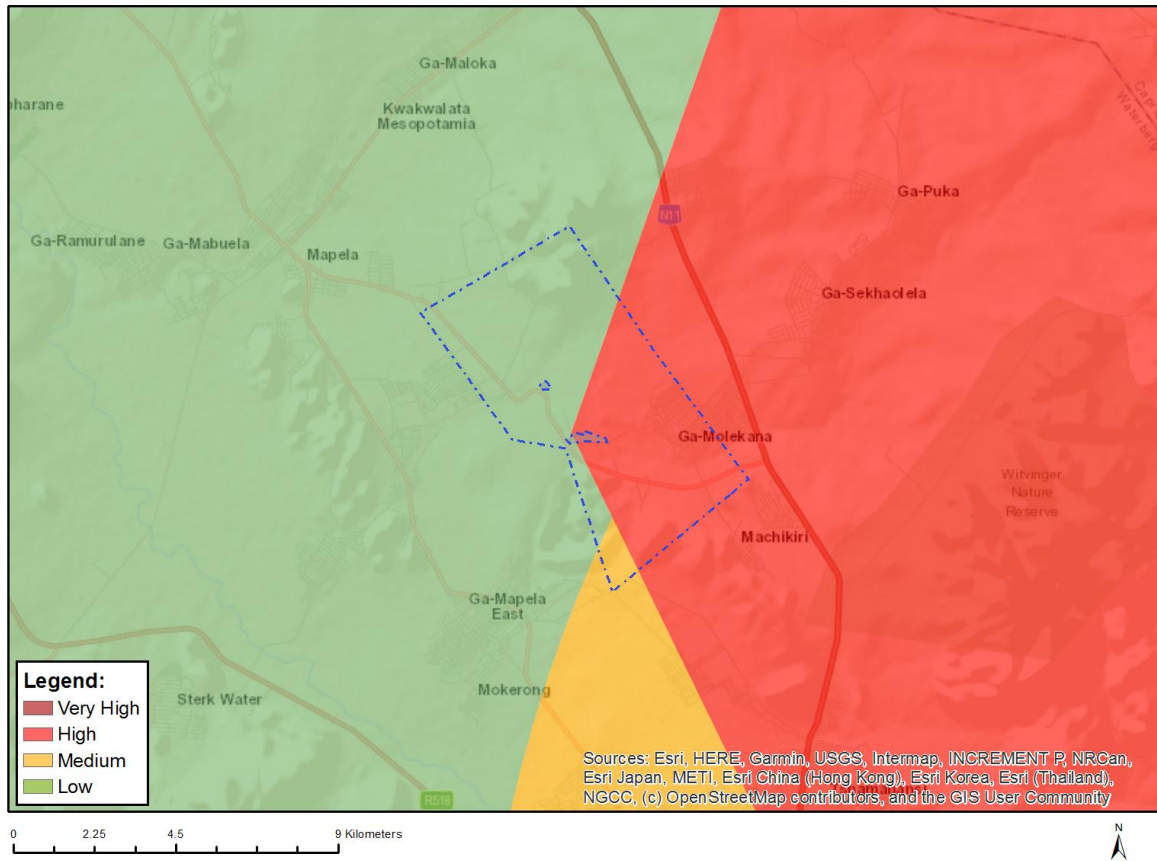 Ga-Maloka
Kwakwalata
Mesopotamia
oharane
Ga-Puka
N11
Ga-Ramurulane
Ga-Mabuela
Mapela
Ga-Sekhaolela
Ga-Molekana
Witvinger
Nature
Reserve
Machikiri
Ga-Mapela
East
Mokerong
Sterk Water
R518
Waterberg
Legend:
Very High
High
Medium
Low
Sources: Esri, HERE, Garmin, USGS, Intermap, INCREMENT P, NRCan,
Esri Japan, METI, Esri China (Hong Kong), Esri Korea, Esri (Thailand),
NGCC, (c) OpenStreetMap contributors, and the GIS User Community
0 2.25 4.5 9 Kilometers
N